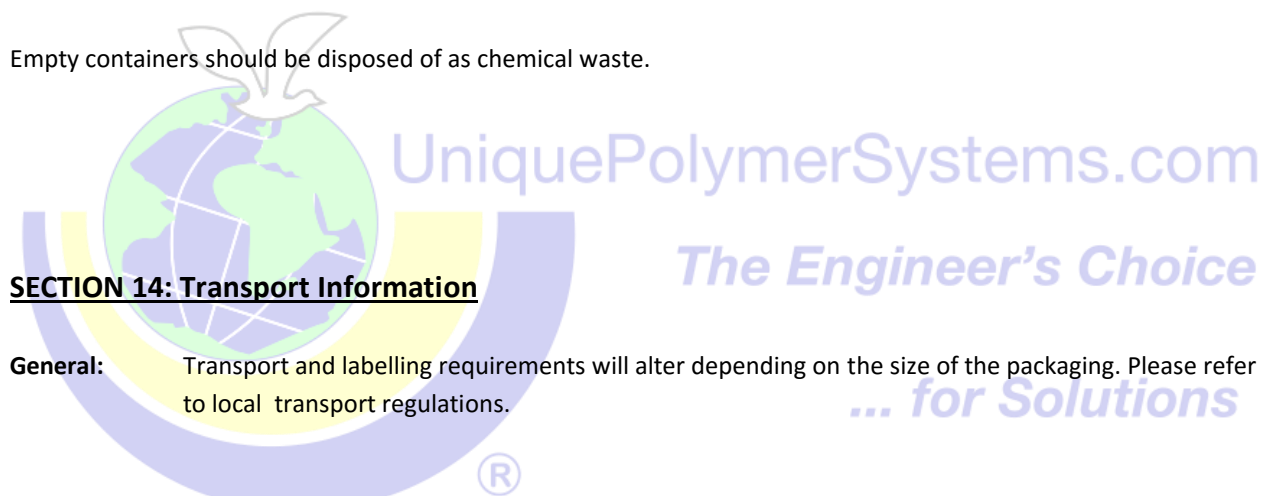 Empty containers should be disposed of as chemical waste.
UniquePolymerSystems.com
The Engineer's Choice
SECTION 14: Transport Information
General: Transport and labelling requirements will alter depending on the size of the packaging. Please refer
to local transport regulations.
... for Solutions
®